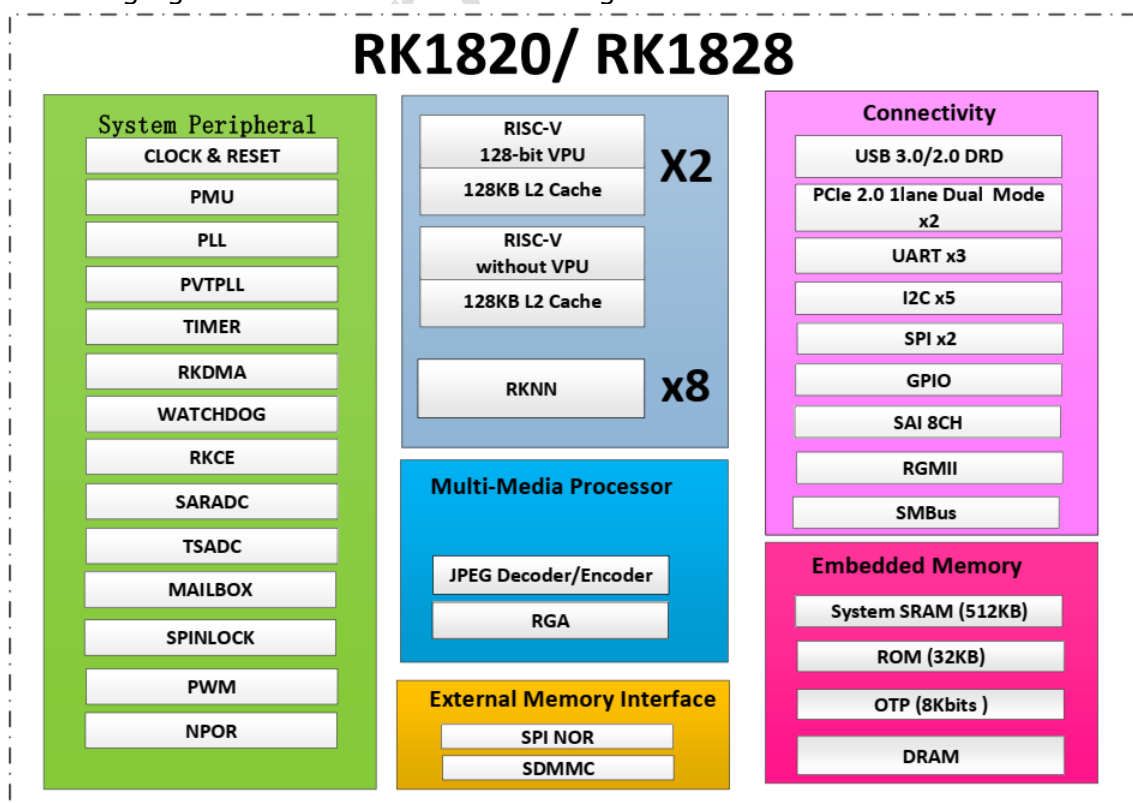 RK1820/ RK1828
System Peripheral
CLOCK & RESET
PMU
PLL
PVTPLL
TIMER
RKDMA
WATCHDOG
RKCE
SARADC
TSADC
MAILBOX
SPINLOCK
PWM
NPOR
RISC-V
128-bit VPU
128KB L2 Cache
X2
RISC-V
without VPU
128KB L2 Cache
RKNN
x8
Multi-Media Processor
JPEG Decoder/Encoder
RGA
External Memory Interface
SPI NOR
SDMMC
Connectivity
USB 3.0/2.0 DRD
PCIe 2.0 1lane Dual Mode
x2
UART x3
I2C x5
SPI x2
GPIO
SAI 8CH
RGMII
SMBus
Embedded Memory
System SRAM (512KB)
ROM (32KB)
OTP (8Kbits )
DRAM